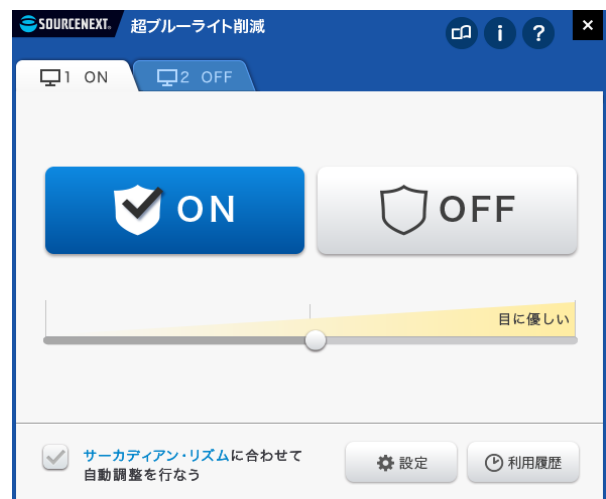 SOURCENEXT. 超ブルーライト削減
i ? ×
1 ON 2 OFF
ON OFF
目に優しい
サーカディアン・リズムに合わせて
自動調整を行なう
設定 利用履歴